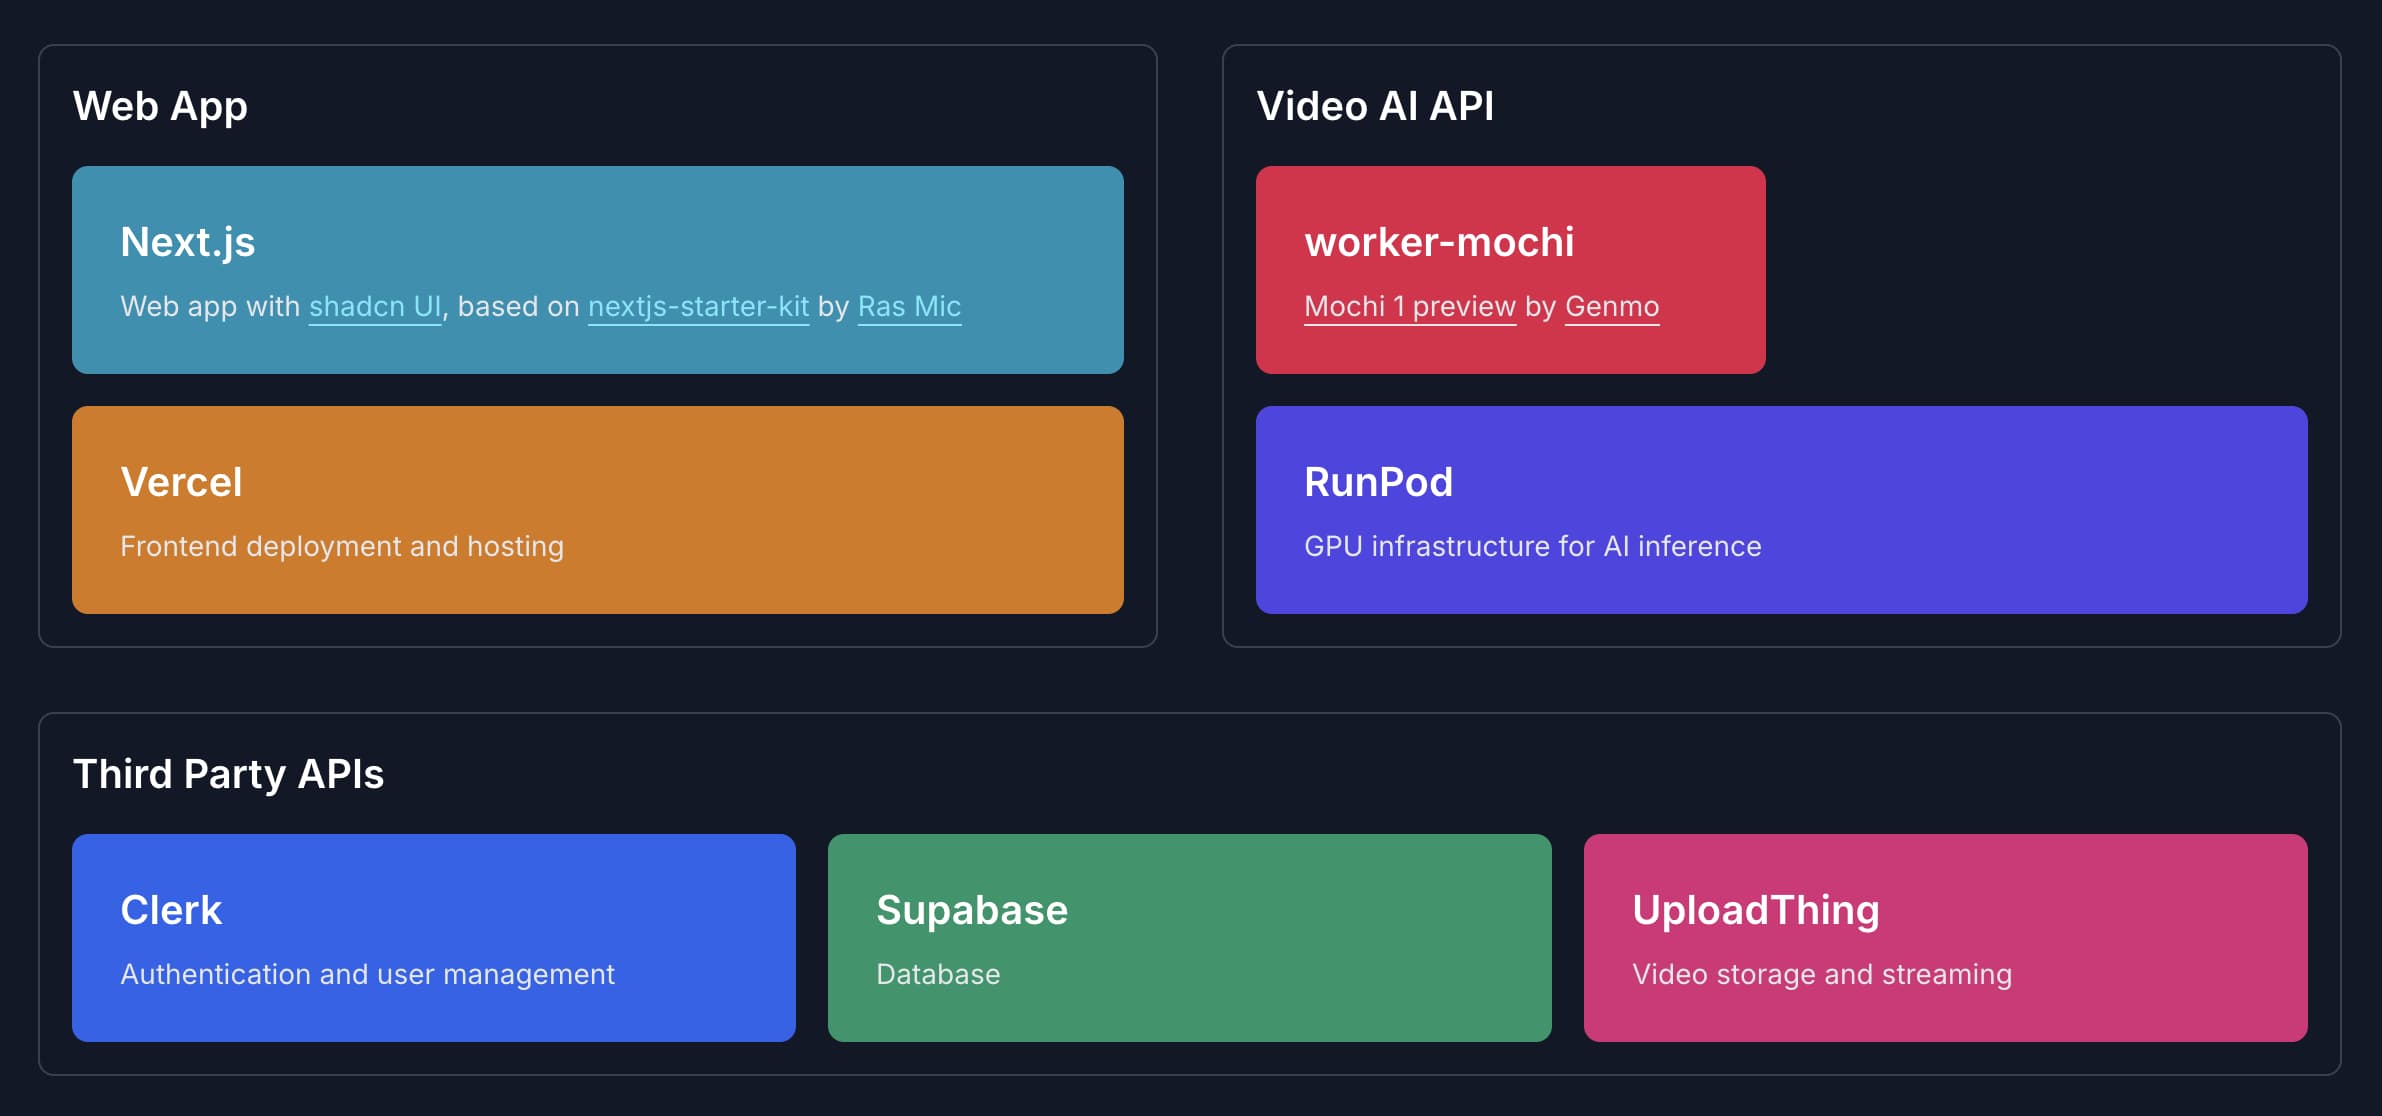 Web App
Next.js
Web app with shadcn UI, based on nextjs-starter-kit by Ras Mic
Vercel
Frontend deployment and hosting
Video AI API
worker-mochi
Mochi 1 preview by Genmo
RunPod
GPU infrastructure for AI inference
Third Party APIs
Clerk
Authentication and user management
Supabase
Database
UploadThing
Video storage and streaming